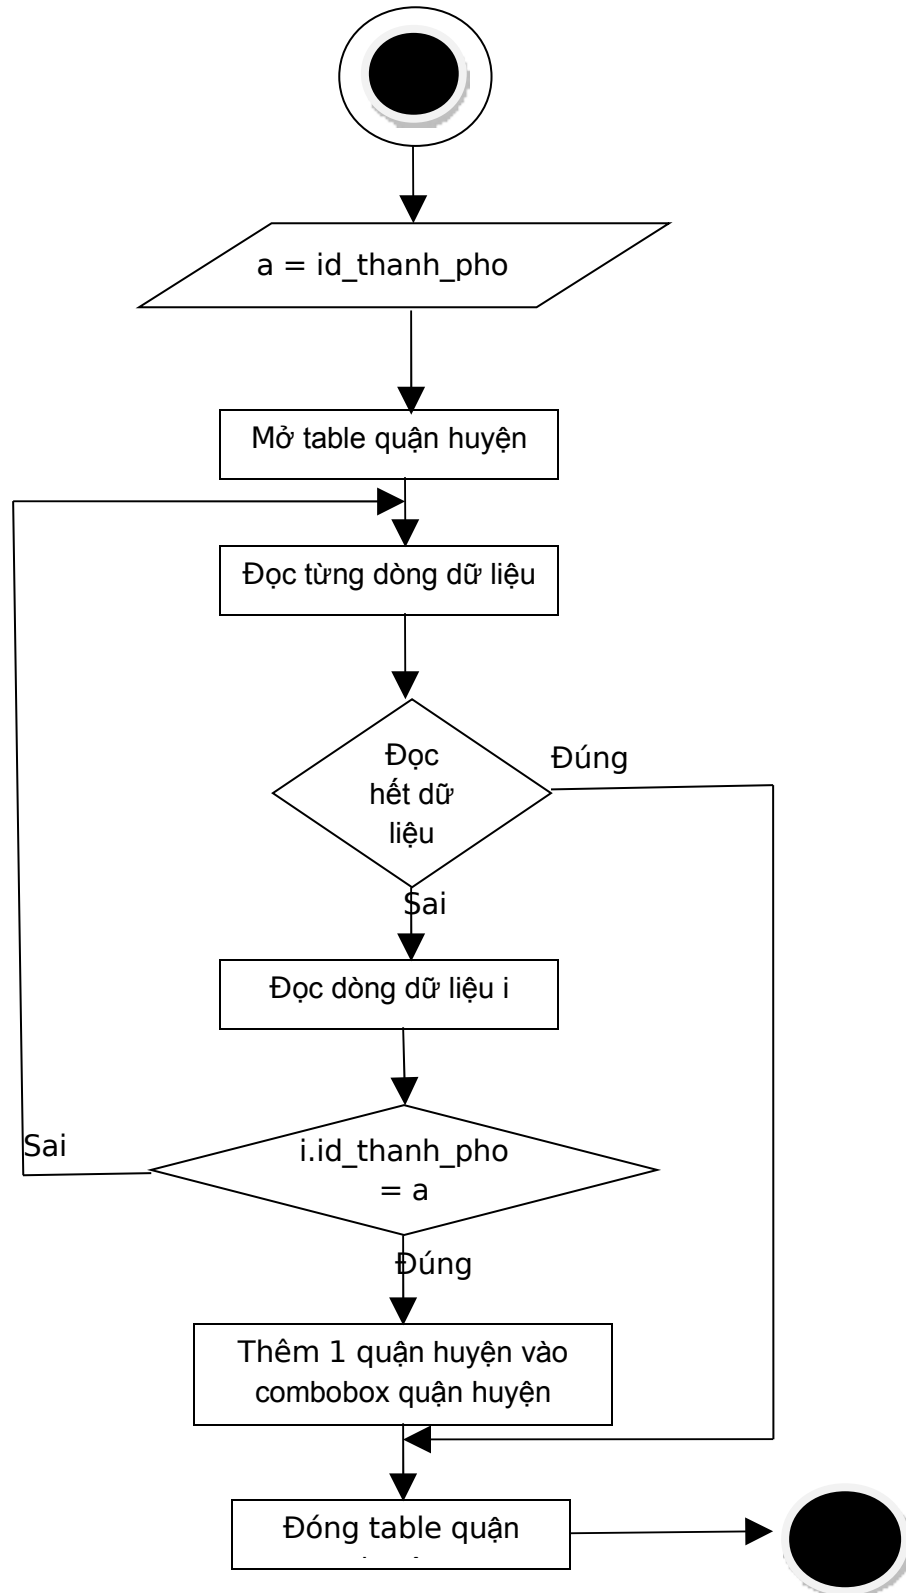 a = id_thanh_pho
Mở table quận huyện
Đọc từng dòng dữ liệu
Đọc
hết dữ
liệu
Đúng
Sai
Đọc dòng dữ liệu i
Sai
i.id_thanh_pho
= a
Đúng
Thêm 1 quận huyện vào
combobox quận huyện
Đóng table quận